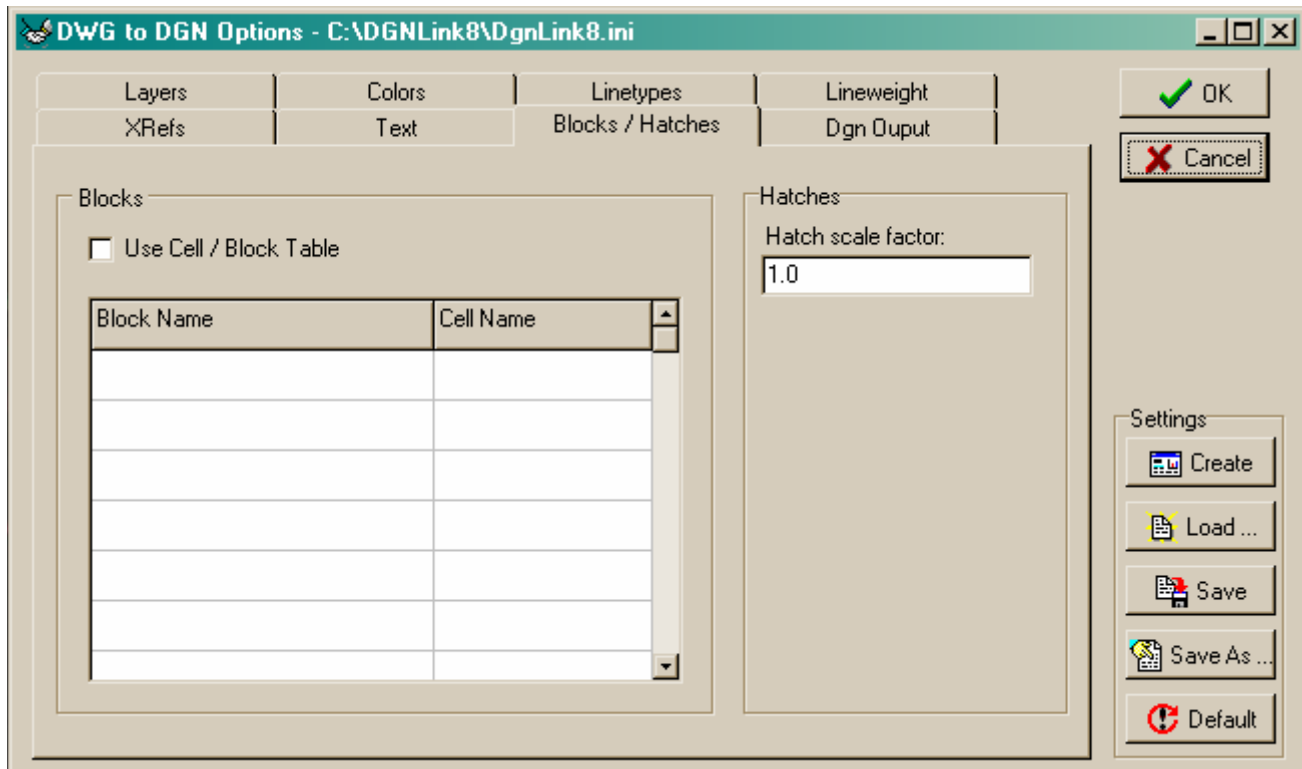 DWG to DGN Options - C:\DGNLink8\DgnLink8.ini
Layers Colors Linetypes Lineweight
XRefs Text Blocks / Hatches Dgn Ouput
OK
Cancel
Blocks
Use Cell / Block Table
Block Name Cell Name
Hatches
Hatch scale factor:
1.0
Settings
Create
Load ...
Save
Save As ...
Default